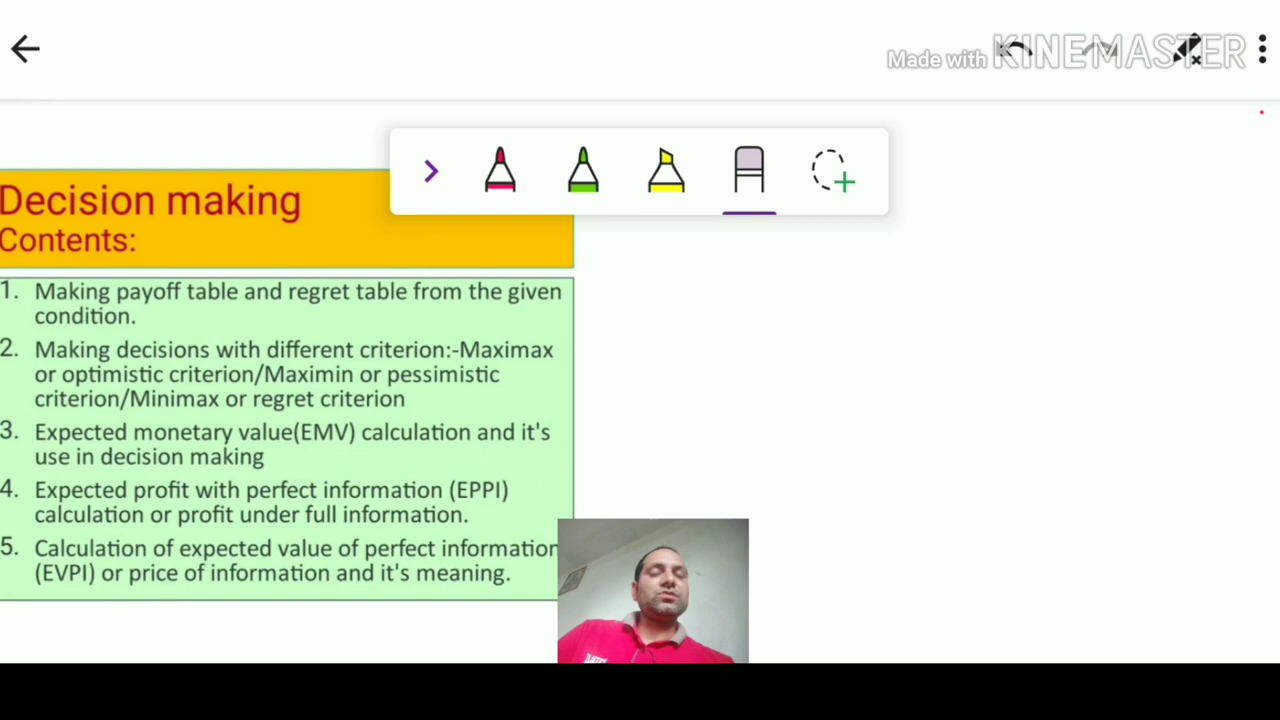 Made with KINEMASTER
Decision making
Contents:
1. Making payoff table and regret table from the given
condition.
2. Making decisions with different criterion:-Maximax
or optimistic criterion/Maximin or pessimistic
criterion/Minimax or regret criterion
3. Expected monetary value(EMV) calculation and it's
use in decision making
4. Expected profit with perfect information (EPPI)
calculation or profit under full information.
5. Calculation of expected value of perfect information
(EVPI) or price of information and it's meaning.